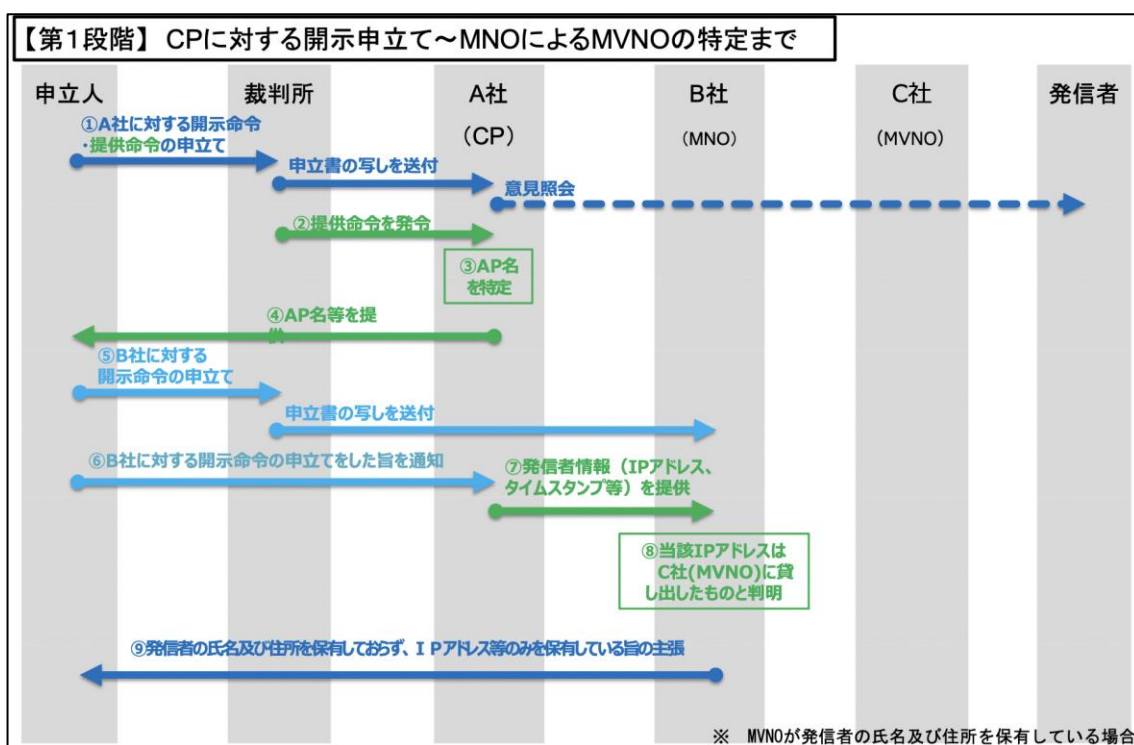 【第1段階】 CPに対する開示申立て～MNOによるMVNOの特定まで
申立人
裁判所
A社
(CP)
B社
(MNO)
C社
(MVNO)
発信者
①A社に対する開示命令
・提供命令の申立て
申立書の写しを送付
意見照会
②提供命令を発令
③AP名
を特定
④AP名等を提
供
⑤B社に対する
開示命令の申立て
申立書の写しを送付
⑥B社に対する開示命令の申立てをした旨を通知
⑦発信者情報（IPアドレス、
タイムスタンプ等）を提供
⑧当該IPアドレスは
C社(MVNO)に貸
し出したものと判明
⑨発信者の氏名及び住所を保有しておらず、ＩＰアドレス等のみを保有している旨の主張
※ MVNOが発信者の氏名及び住所を保有している場合